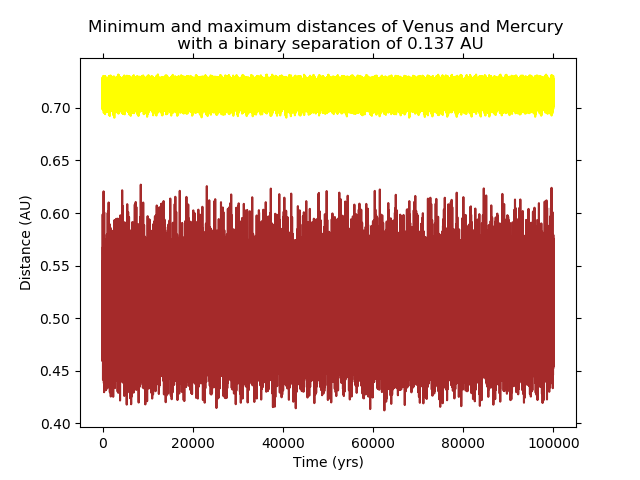 Minimum and maximum distances of Venus and Mercury
with a binary separation of 0.137 AU
0.70
0.65
0.60
0.55
0.50
0.45
0.40
Distance (AU)
0 20000 40000 60000 80000 100000
Time (yrs)